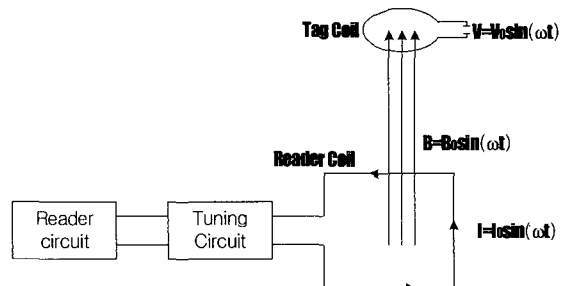 Tag Coil
V=V₀sin(ωt)
B=B₀sin(ωt)
Reader Coil
Reader
circuit
Tuning
Circuit
I=I₀sin(ωt)